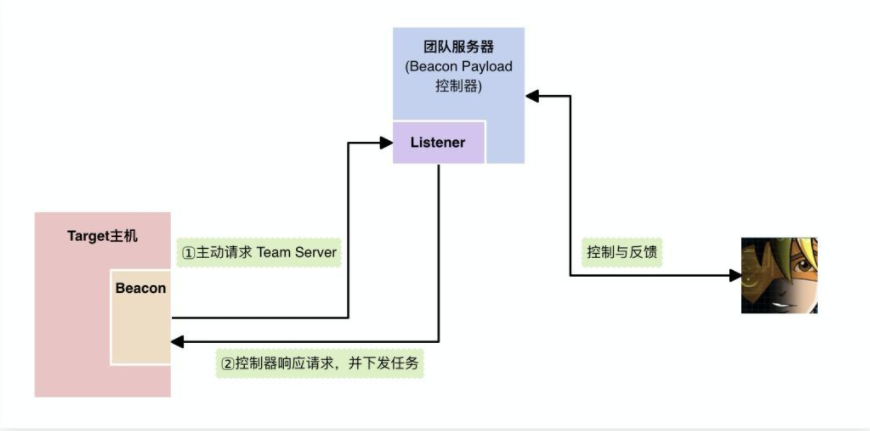 团队服务器
(Beacon Payload
控制器)
Listener
Target主机
①主动请求 Team Server
控制与反馈
Beacon
②控制器响应请求，并下发任务